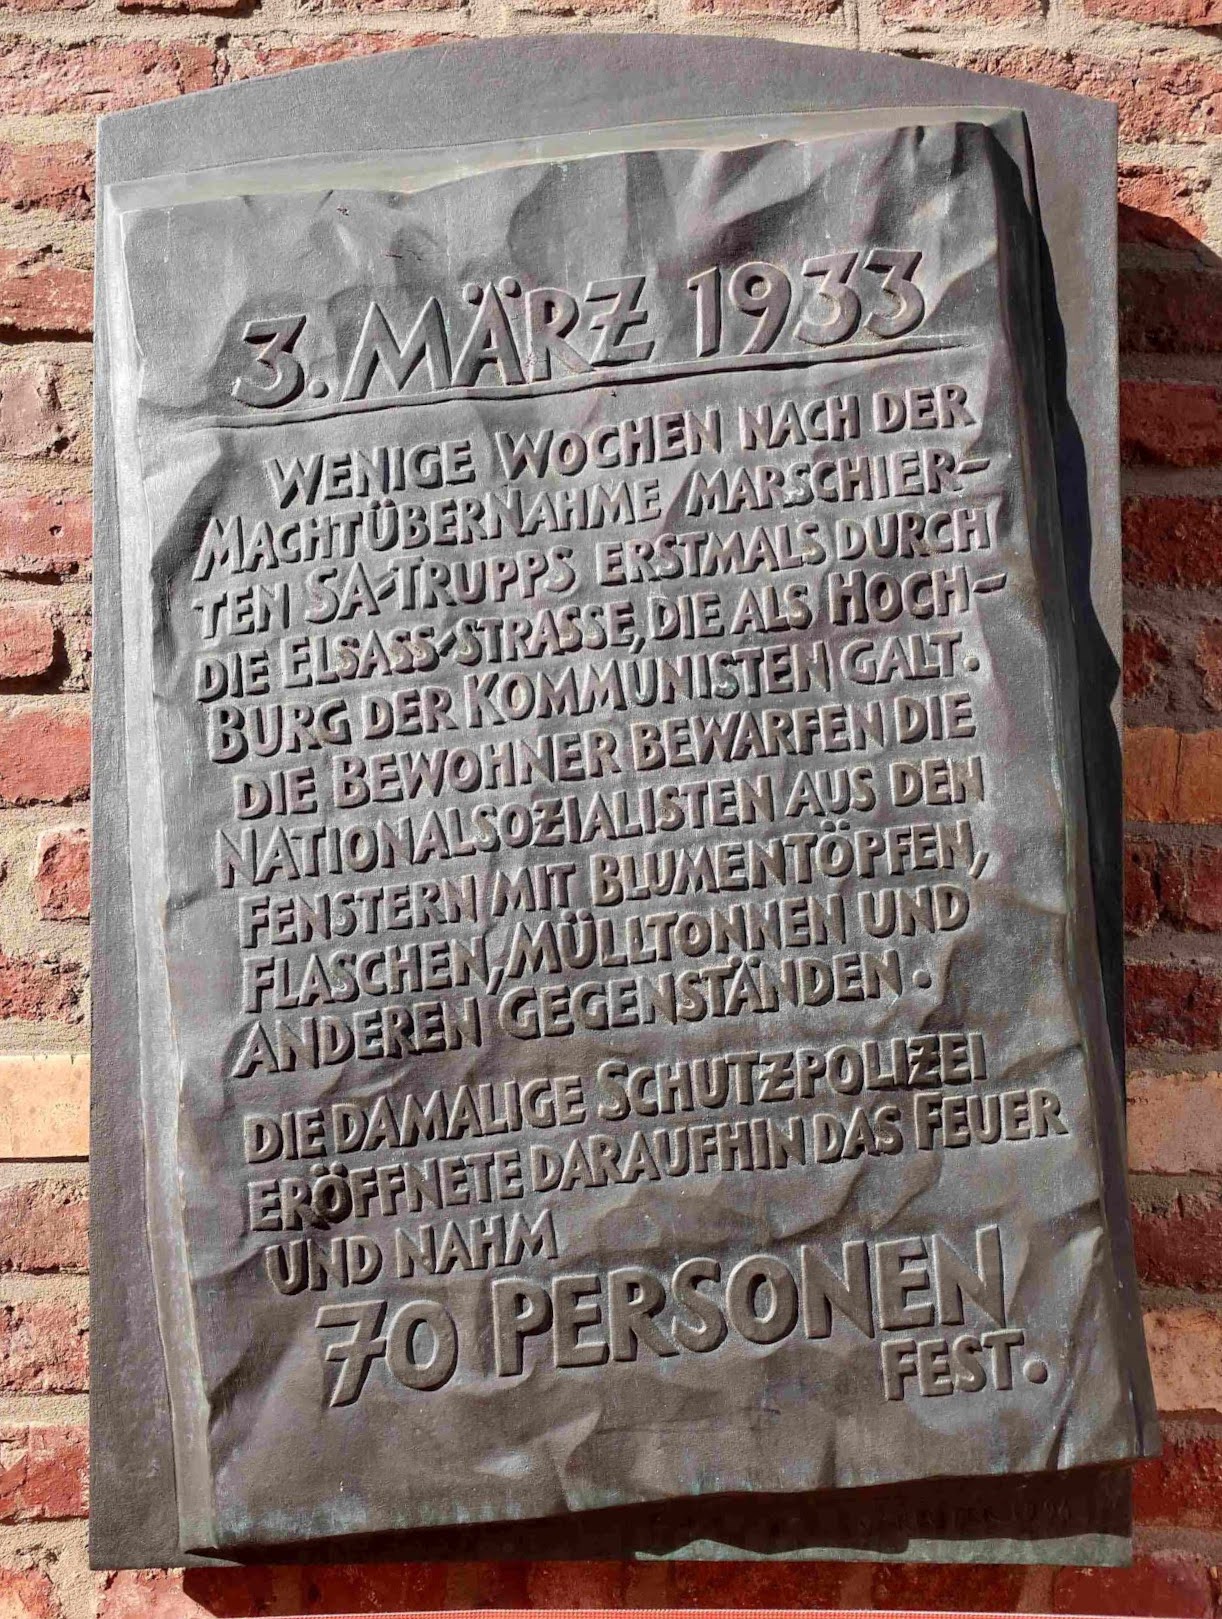 3. MÄRZ 1933
WENIGE WOCHEN NACH DER
MACHTÜBERNAHME MARSCHIER-
TEN SA-TRUPPS ERSTMALS DURCH
DIE ELSASS-STRASSE, DIE ALS HOCH-
BURG DER KOMMUNISTEN GALT.
DIE BEWOHNER BEWARFEN DIE
NATIONALSOZIALISTEN AUS DEN
FENSTERN MIT BLUMENTÖPFEN,
FLASCHEN, MÜLLTONNEN UND
ANDEREN GEGENSTÄNDEN.
DIE DAMALIGE SCHUTZPOLIZEI
ERÖFFNETE DARAUFHIN DAS FEUER
UND NAHM
70 PERSONEN
FEST.